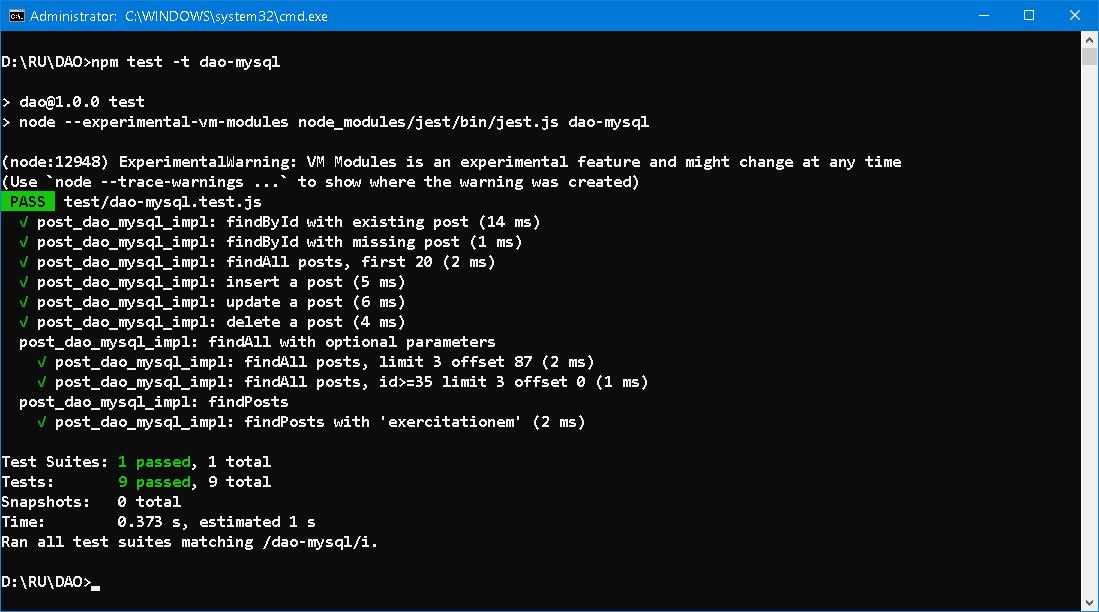 Administrator: C:\WINDOWS\system32\cmd.exe
D:\RU\DAO>npm test -t dao-mysql
> dao@1.0.0 test
> node --experimental-vm-modules node_modules/jest/bin/jest.js dao-mysql
(node:12948) ExperimentalWarning: VM Modules is an experimental feature and might change at any time
(Use `node --trace-warnings ...` to show where the warning was created)
PASS test/dao-mysql.test.js
√ post_dao_mysql_impl: findById with existing post (14 ms)
√ post_dao_mysql_impl: findById with missing post (1 ms)
√ post_dao_mysql_impl: findAll posts, first 20 (2 ms)
√ post_dao_mysql_impl: insert a post (5 ms)
√ post_dao_mysql_impl: update a post (6 ms)
√ post_dao_mysql_impl: delete a post (4 ms)
post_dao_mysql_impl: findAll with optional parameters
√ post_dao_mysql_impl: findAll posts, limit 3 offset 87 (2 ms)
√ post_dao_mysql_impl: findAll posts, id>=35 limit 3 offset 0 (1 ms)
post_dao_mysql_impl: findPosts
√ post_dao_mysql_impl: findPosts with 'exercitationem' (2 ms)
Test Suites: 1 passed, 1 total
Tests: 9 passed, 9 total
Snapshots: 0 total
Time: 0.373 s, estimated 1 s
Ran all test suites matching /dao-mysql/i.
D:\RU\DAO>_